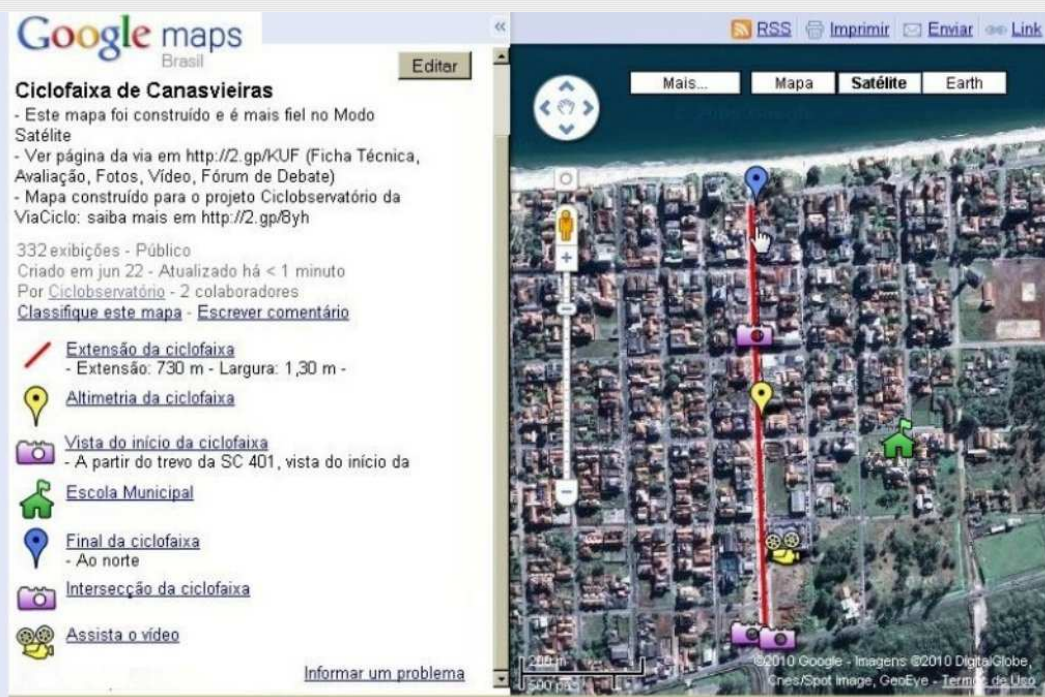 Google maps
Brasil
Editar
Ciclofaixa de Canasvieiras
- Este mapa foi construído e é mais fiel no Modo
Satélite
- Ver página da via em http://2.gp/KUF (Ficha Técnica,
Avaliação, Fotos, Vídeo, Fórum de Debate)
- Mapa construído para o projeto Ciclobservatório da
ViaCiclo: saiba mais em http://2.gp/8yh
332 exibições - Público
Criado em jun 22 - Atualizado há < 1 minuto
Por Ciclobservatório - 2 colaboradores
Classifique este mapa - Escrever comentário
Extensão da ciclofaixa
- Extensão: 730 m - Largura: 1,30 m -
Altimetria da ciclofaixa
Vista do início da ciclofaixa
- A partir do trevo da SC 401, vista do início da
Escola Municipal
Final da ciclofaixa
- Ao norte
Intersecção da ciclofaixa
Assista o vídeo
Informar um problema
«
RSS Imprimir Enviar Link
Mais... Mapa Satélite Earth
200 m
500 pés
©2010 Google - Imagens ©2010 DigitalGlobe,
Cnes/Spot Image, GeoEye - Termos de Uso